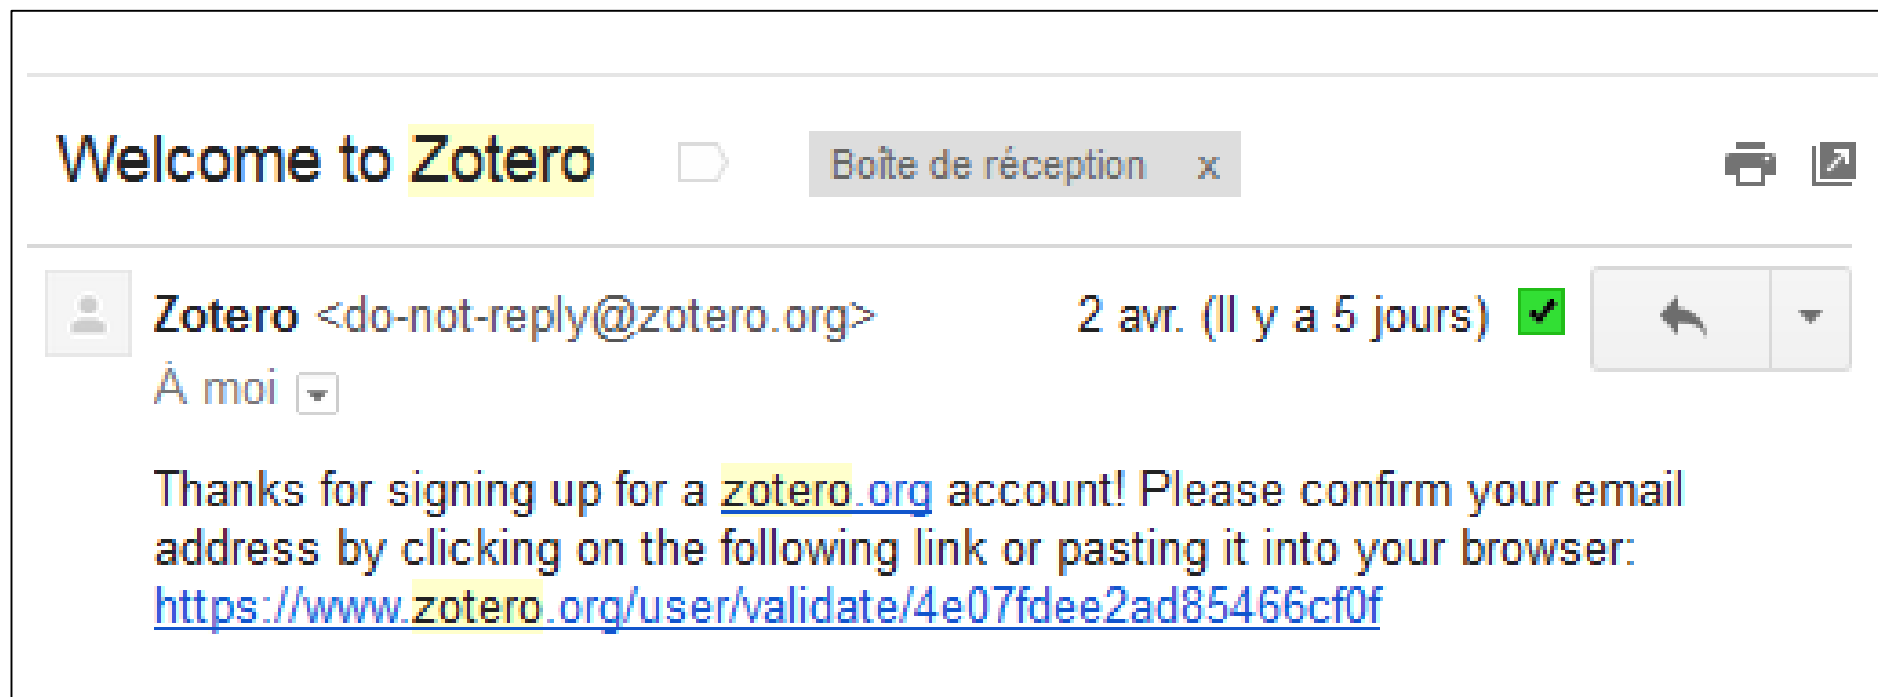 Welcome to Zotero
Boîte de réception x
Zotero <do-not-reply@zotero.org>
2 avr. (Il y a 5 jours)
À moi
Thanks for signing up for a zotero.org account! Please confirm your email
address by clicking on the following link or pasting it into your browser:
https://www.zotero.org/user/validate/4e07fdee2ad85466cf0f